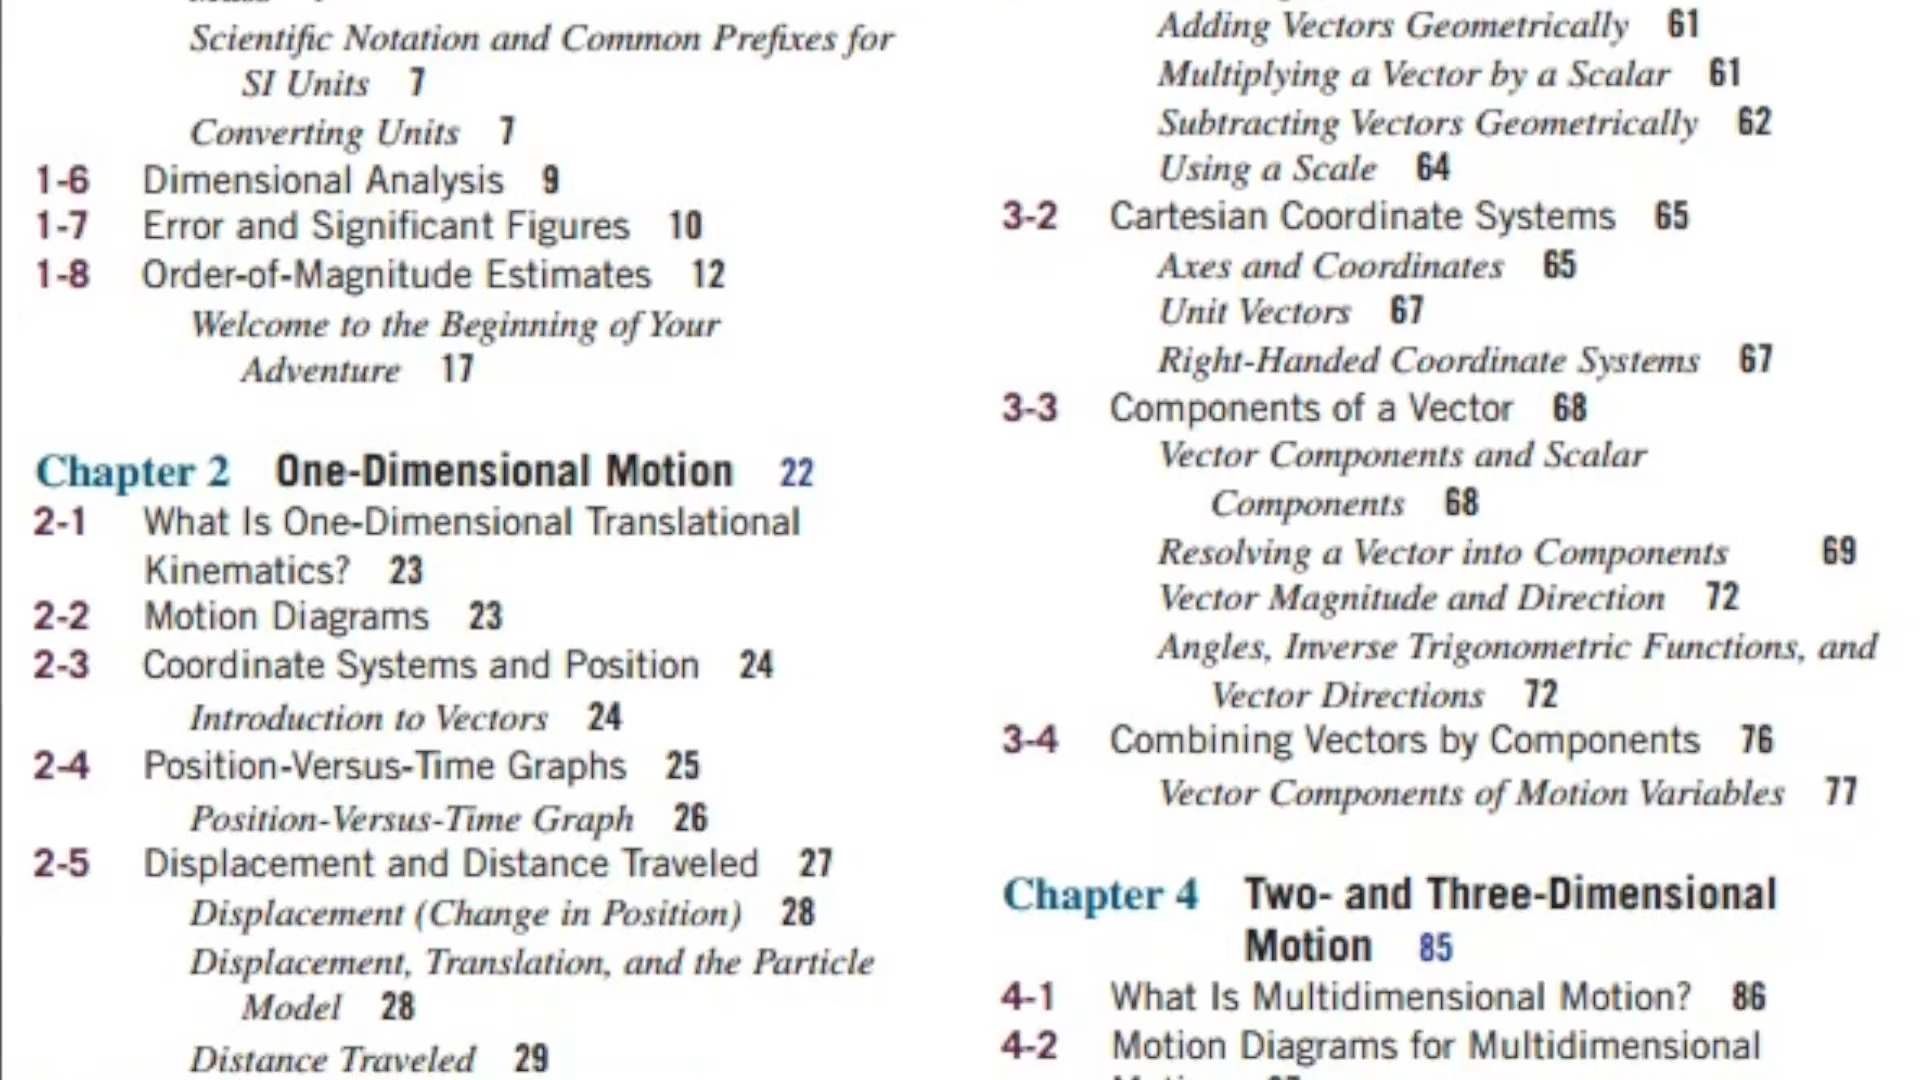 Scientific Notation and Common Prefixes for
SI Units 7
Converting Units 7
1-6 Dimensional Analysis 9
1-7 Error and Significant Figures 10
1-8 Order-of-Magnitude Estimates 12
Welcome to the Beginning of Your
Adventure 17
Chapter 2 One-Dimensional Motion 22
2-1 What Is One-Dimensional Translational
Kinematics? 23
2-2 Motion Diagrams 23
2-3 Coordinate Systems and Position 24
Introduction to Vectors 24
2-4 Position-Versus-Time Graphs 25
Position-Versus-Time Graph 26
2-5 Displacement and Distance Traveled 27
Displacement (Change in Position) 28
Displacement, Translation, and the Particle
Model 28
Distance Traveled 29
Adding Vectors Geometrically 61
Multiplying a Vector by a Scalar 61
Subtracting Vectors Geometrically 62
Using a Scale 64
3-2 Cartesian Coordinate Systems 65
Axes and Coordinates 65
Unit Vectors 67
Right-Handed Coordinate Systems 67
3-3 Components of a Vector 68
Vector Components and Scalar
Components 68
Resolving a Vector into Components 69
Vector Magnitude and Direction 72
Angles, Inverse Trigonometric Functions, and
Vector Directions 72
3-4 Combining Vectors by Components 76
Vector Components of Motion Variables 77
Chapter 4 Two- and Three-Dimensional
Motion 85
4-1 What Is Multidimensional Motion? 86
4-2 Motion Diagrams for Multidimensional